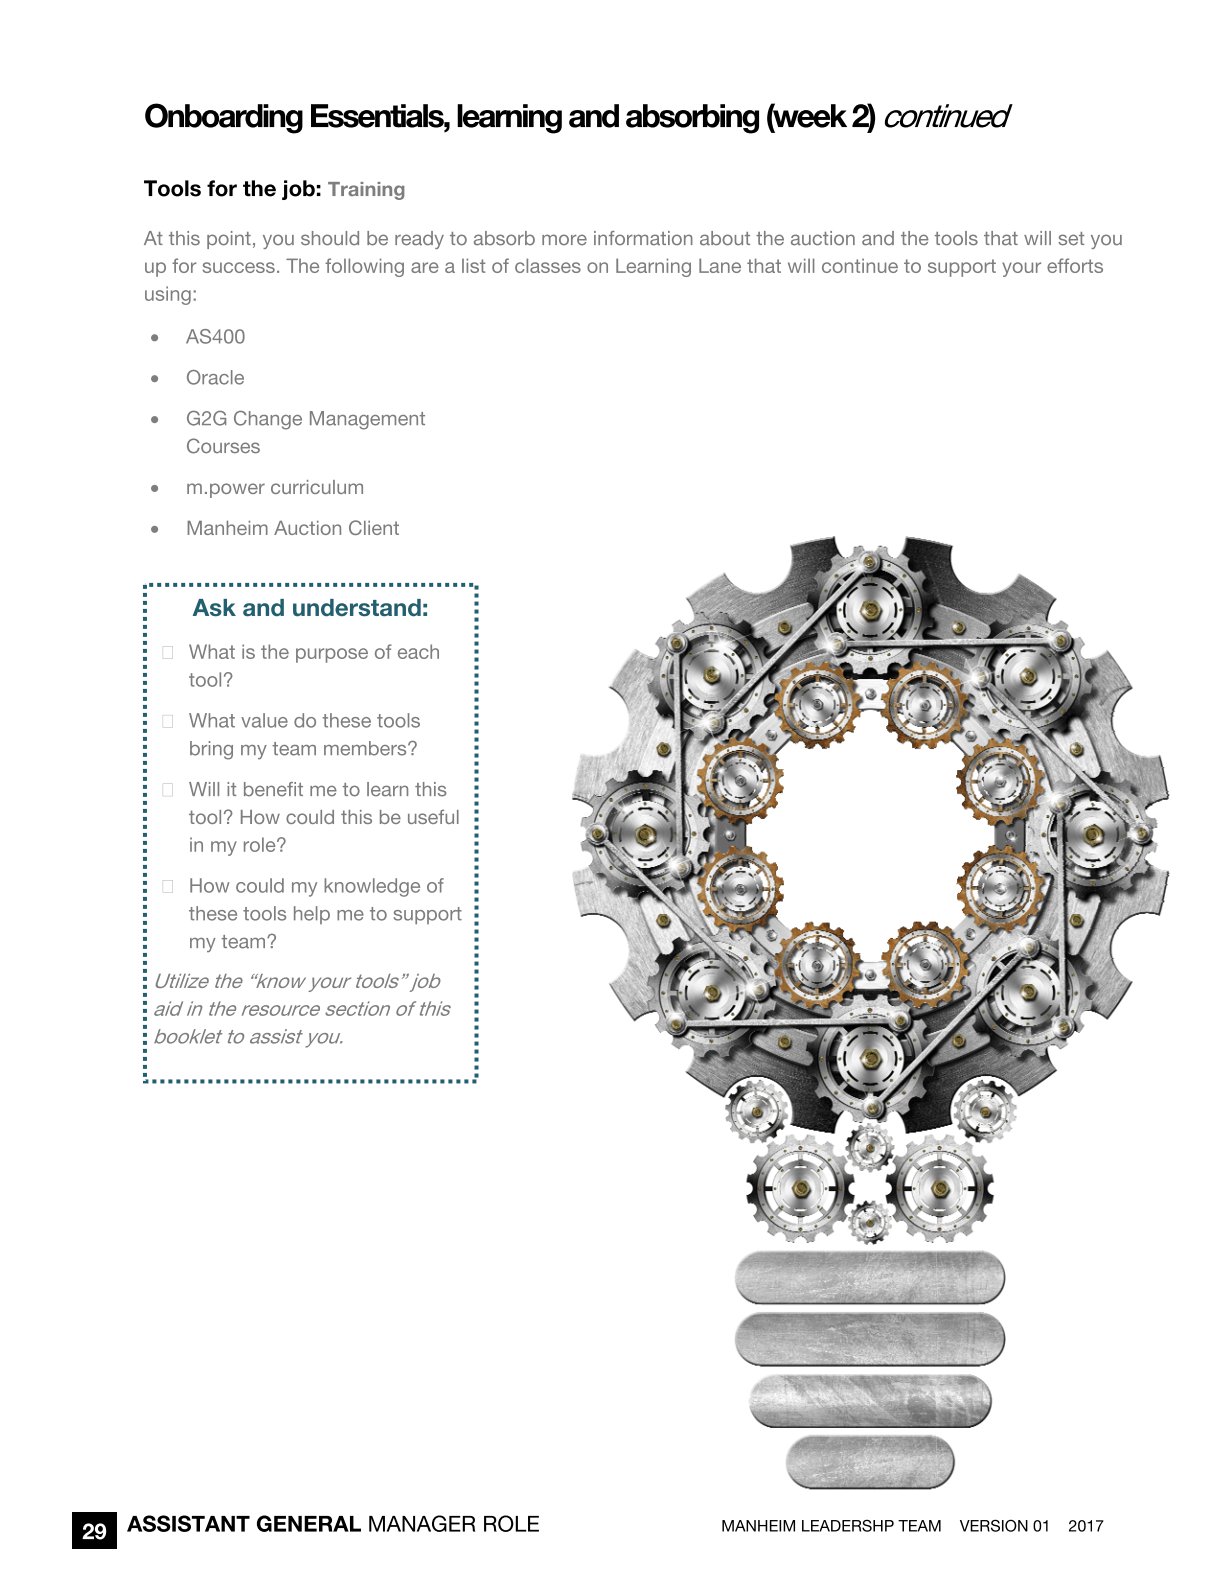 Onboarding Essentials, learning and absorbing (week 2) continued
Tools for the job: Training
At this point, you should be ready to absorb more information about the auction and the tools that will set you
up for success. The following are a list of classes on Learning Lane that will continue to support your efforts
using:
• AS400
• Oracle
• G2G Change Management
Courses
• m.power curriculum
• Manheim Auction Client
Ask and understand:
□ What is the purpose of each
tool?
□ What value do these tools
bring my team members?
□ Will it benefit me to learn this
tool? How could this be useful
in my role?
□ How could my knowledge of
these tools help me to support
my team?
Utilize the “know your tools” job
aid in the resource section of this
booklet to assist you.
29 ASSISTANT GENERAL MANAGER ROLE MANHEIM LEADERSHP TEAM VERSION 01 2017